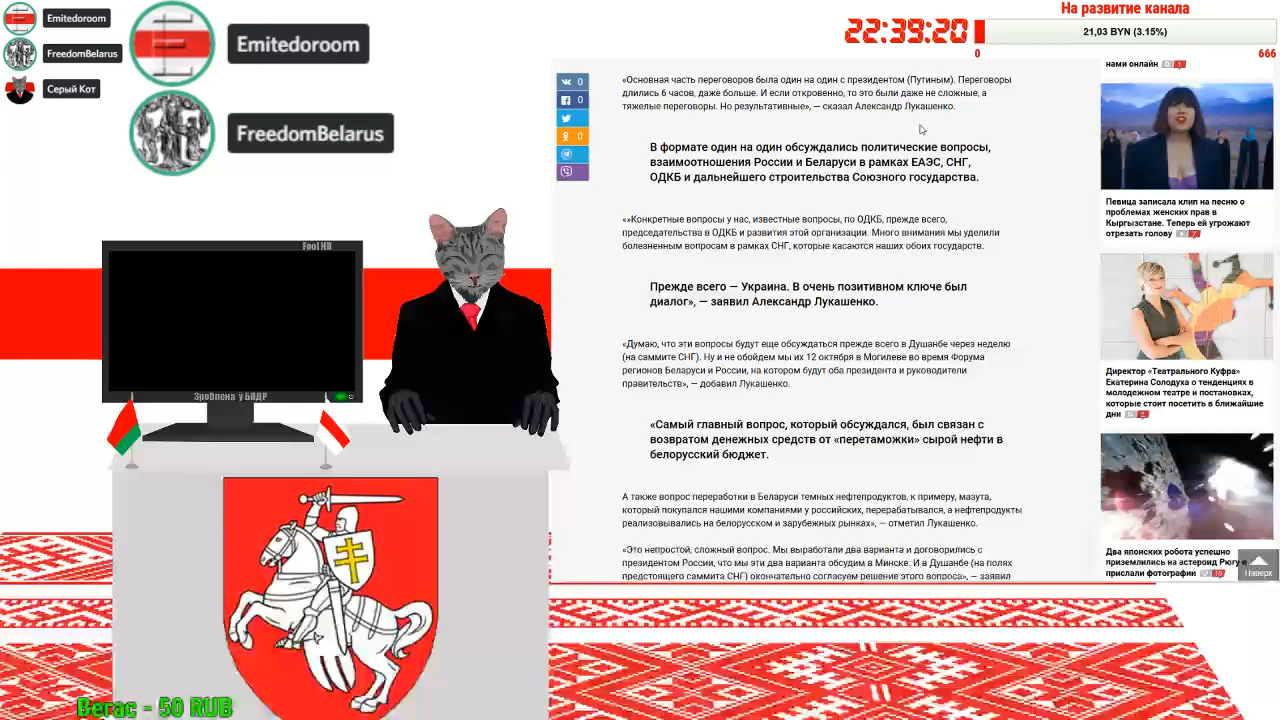 Emitedoroom
FreedomBelarus
Серый Кот
Emitedoroom
FreedomBelarus
22:39:20
На развитие канала
21,03 BYN (3.15%)
0
666
0
0
0
«Основная часть переговоров была один на один с президентом (Путиным). Переговоры
длились 6 часов, даже больше. И если откровенно, то это были даже не сложные, а
тяжелые переговоры. Но результативные», — сказал Александр Лукашенко.
В формате один на один обсуждались политические вопросы,
взаимоотношения России и Беларуси в рамках ЕАЭС, СНГ,
ОДКБ и дальнейшего строительства Союзного государства.
«»Конкретные вопросы у нас, известные вопросы, по ОДКБ, прежде всего,
председательства в ОДКБ и развития этой организации. Много внимания мы уделили
болезненным вопросам в рамках СНГ, которые касаются наших обоих государств.
Прежде всего — Украина. В очень позитивном ключе был
диалог», — заявил Александр Лукашенко.
«Думаю, что эти вопросы будут еще обсуждаться прежде всего в Душанбе через неделю
(на саммите СНГ). Ну и не обойдем мы их 12 октября в Могилеве во время Форума
регионов Беларуси и России, на котором будут оба президента и руководители
правительств», — добавил Лукашенко.
«Самый главный вопрос, который обсуждался, был связан с
возвратом денежных средств от «перетаможки» сырой нефти в
белорусский бюджет.
А также вопрос переработки в Беларуси темных нефтепродуктов, к примеру, мазута,
который покупался нашими компаниями у российских, перерабатывался, а нефтепродукты
реализовывались на белорусском и зарубежных рынках», — отметил Лукашенко.
«Это непростой, сложный вопрос. Мы выработали два варианта и договорились с
президентом России, что мы эти два варианта обсудим в Минске. И в Душанбе (на полях
предстоящего саммита СНГ) окончательно согласуем решение этого вопроса», — заявил
нами онлайн
Певица записала клип на песню о
проблемах женских прав в
Кыргызстане. Теперь ей угрожают
отрезать голову
Директор «Театрального Куфра»
Екатерина Солодуха о тенденциях в
молодежном театре и постановках,
которые стоит посетить в ближайшие
дни
Два японских робота успешно
приземлились на астероид Рюгу и
прислали фотографии
Наверх
Fool HD
Зроблена ў БНДР
Вегас - 50 RUB